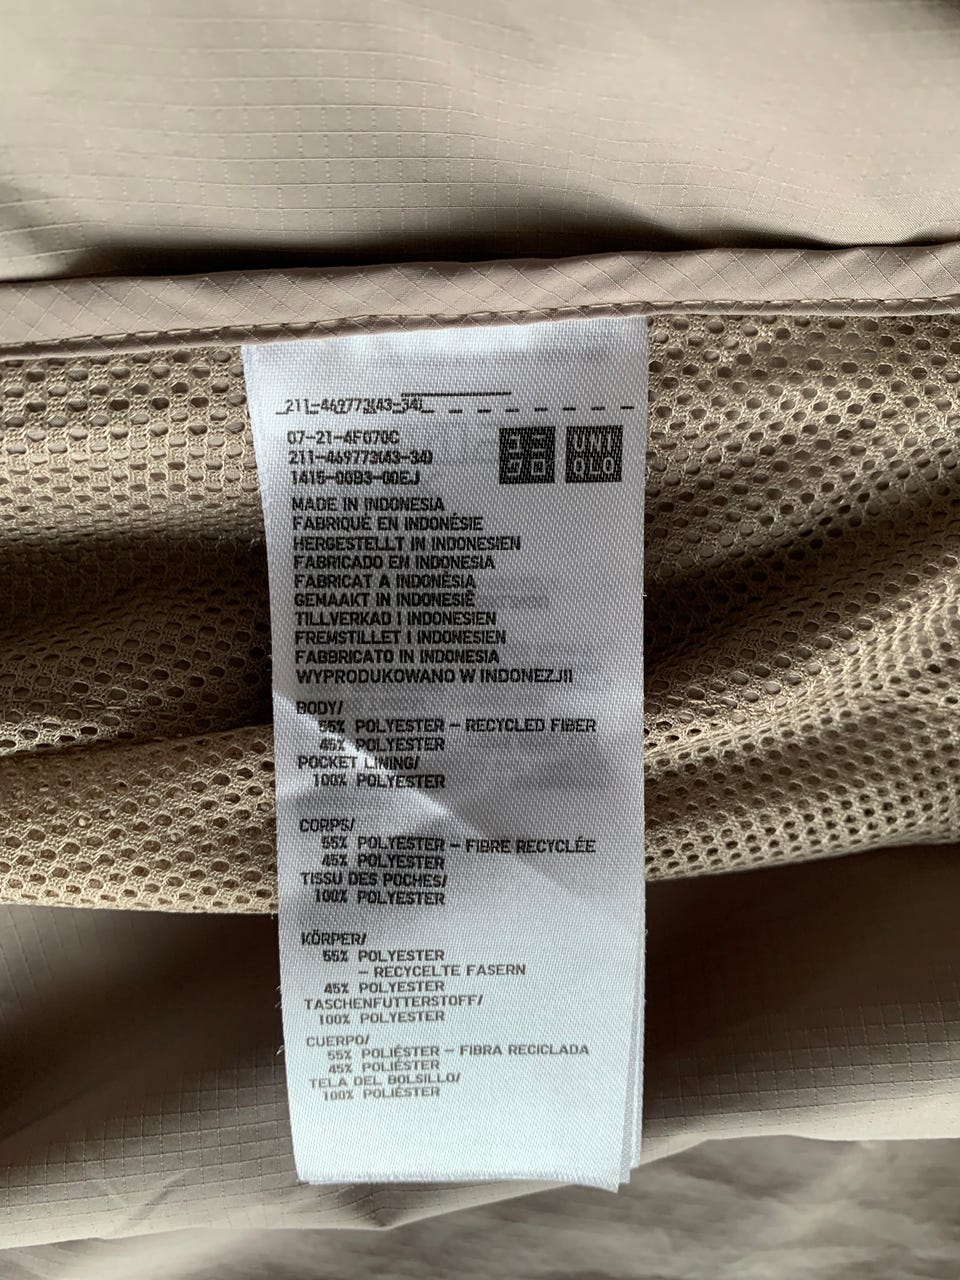 211-469773(43-34)
07-21-4F070C
211-469773(43-34)
1415-00B3-00EJ
ユニ
クロ
UNI
QLO
MADE IN INDONESIA
FABRIQUÉ EN INDONÉSIE
HERGESTELLT IN INDONESIEN
FABRICADO EN INDONESIA
FABRICAT A INDONÈSIA
GEMAAKT IN INDONESIË
TILLVERKAD I INDONESIEN
FREMSTILLET I INDONESIEN
FABBRICATO IN INDONESIA
WYPRODUKOWANO W INDONEZJII
BODY/
55% POLYESTER – RECYCLED FIBER
45% POLYESTER
POCKET LINING/
100% POLYESTER
CORPS/
55% POLYESTER – FIBRE RECYCLÉE
45% POLYESTER
TISSU DES POCHES/
100% POLYESTER
KÖRPER/
55% POLYESTER
– RECYCELTE FASERN
45% POLYESTER
TASCHENFUTTERSTOFF/
100% POLYESTER
CUERPO/
55% POLIÉSTER – FIBRA RECICLADA
45% POLIÉSTER
TELA DEL BOLSILLO/
100% POLIÉSTER